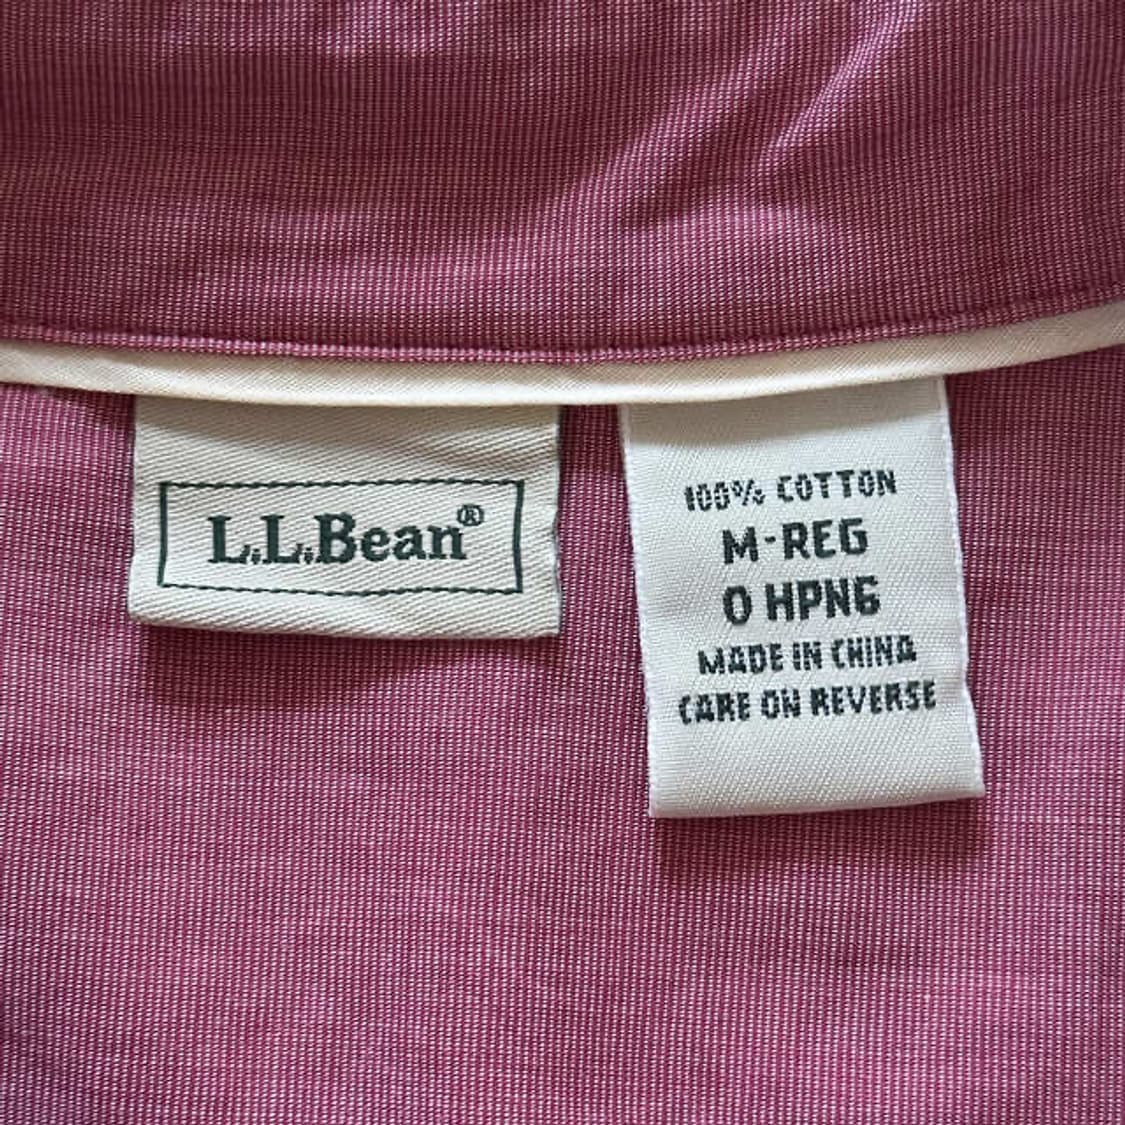 L.L.Bean®
100% COTTON
M-REG
0 HPN6
MADE IN CHINA
CARE ON REVERSE